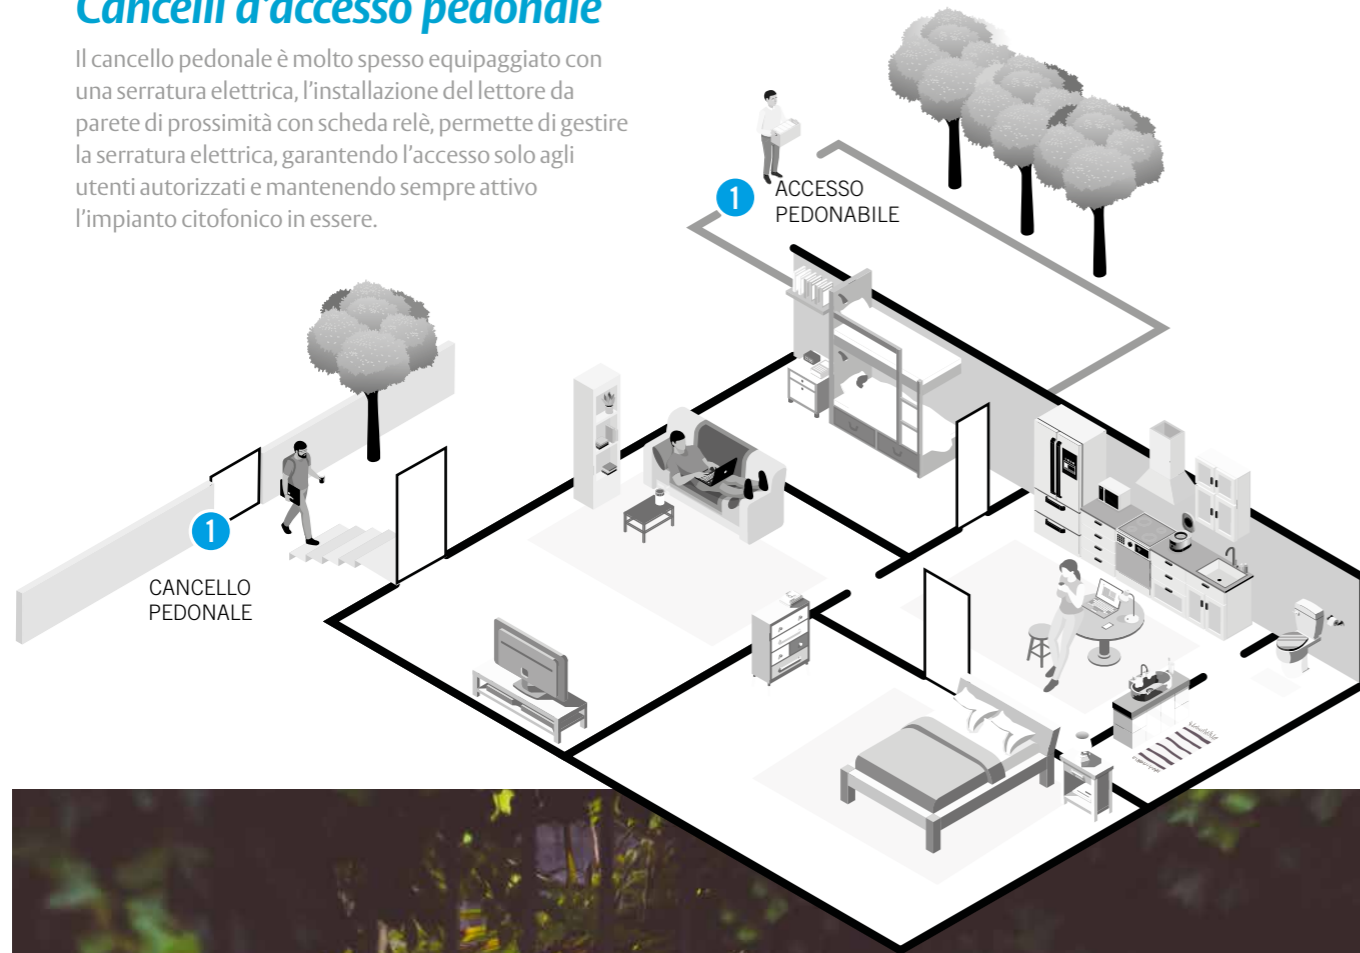 Cancelli d'accesso pedonale
Il cancello pedonale è molto spesso equipaggiato con
una serratura elettrica, l’installazione del lettore da
parete di prossimità con scheda relè, permette di gestire
la serratura elettrica, garantendo l’accesso solo agli
utenti autorizzati e mantenendo sempre attivo
l’impianto citofonico in essere.
1 ACCESSO
PEDONABILE
1
CANCELLO
PEDONALE